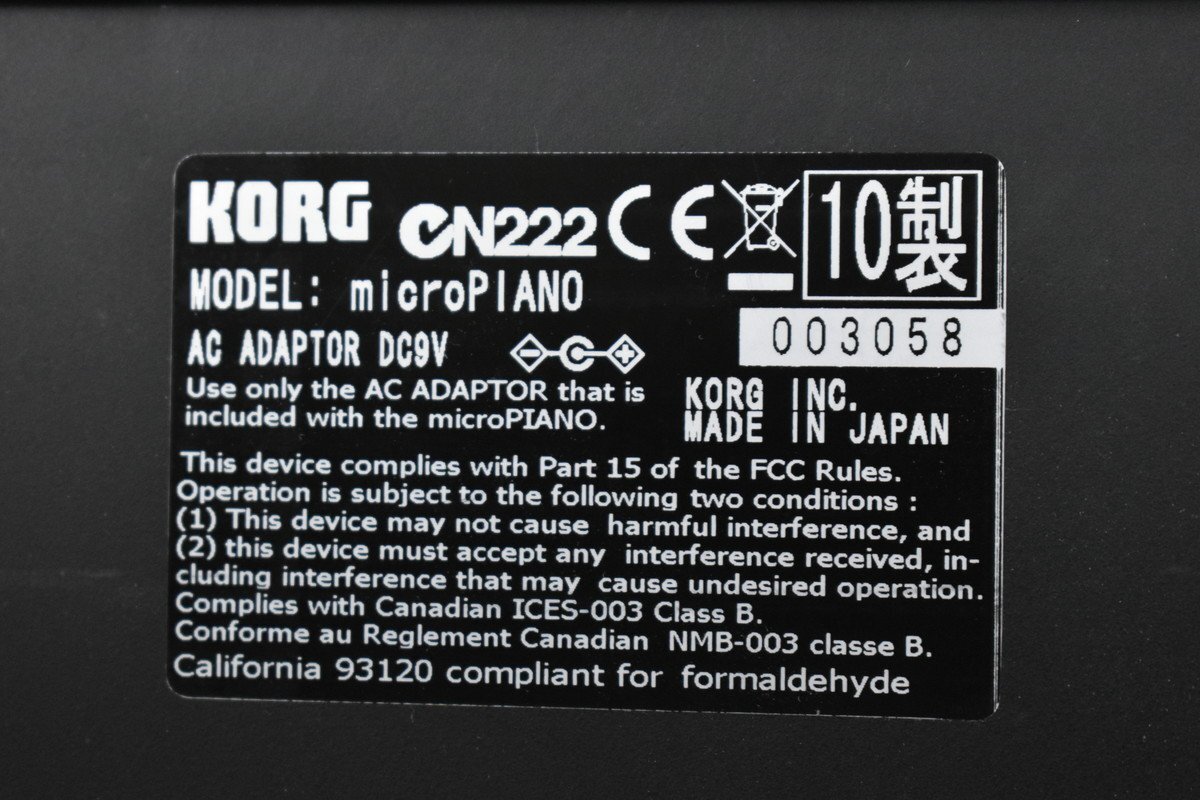 KORG N222 CE 10製
MODEL: microPIANO
003058
AC ADAPTOR DC9V
Use only the AC ADAPTOR that is
included with the microPIANO.
KORG INC.
MADE IN JAPAN
This device complies with Part 15 of the FCC Rules.
Operation is subject to the following two conditions :
(1) This device may not cause harmful interference, and
(2) this device must accept any interference received, in-
cluding interference that may cause undesired operation.
Complies with Canadian ICES-003 Class B.
Conforme au Reglement Canadian NMB-003 classe B.
California 93120 compliant for formaldehyde